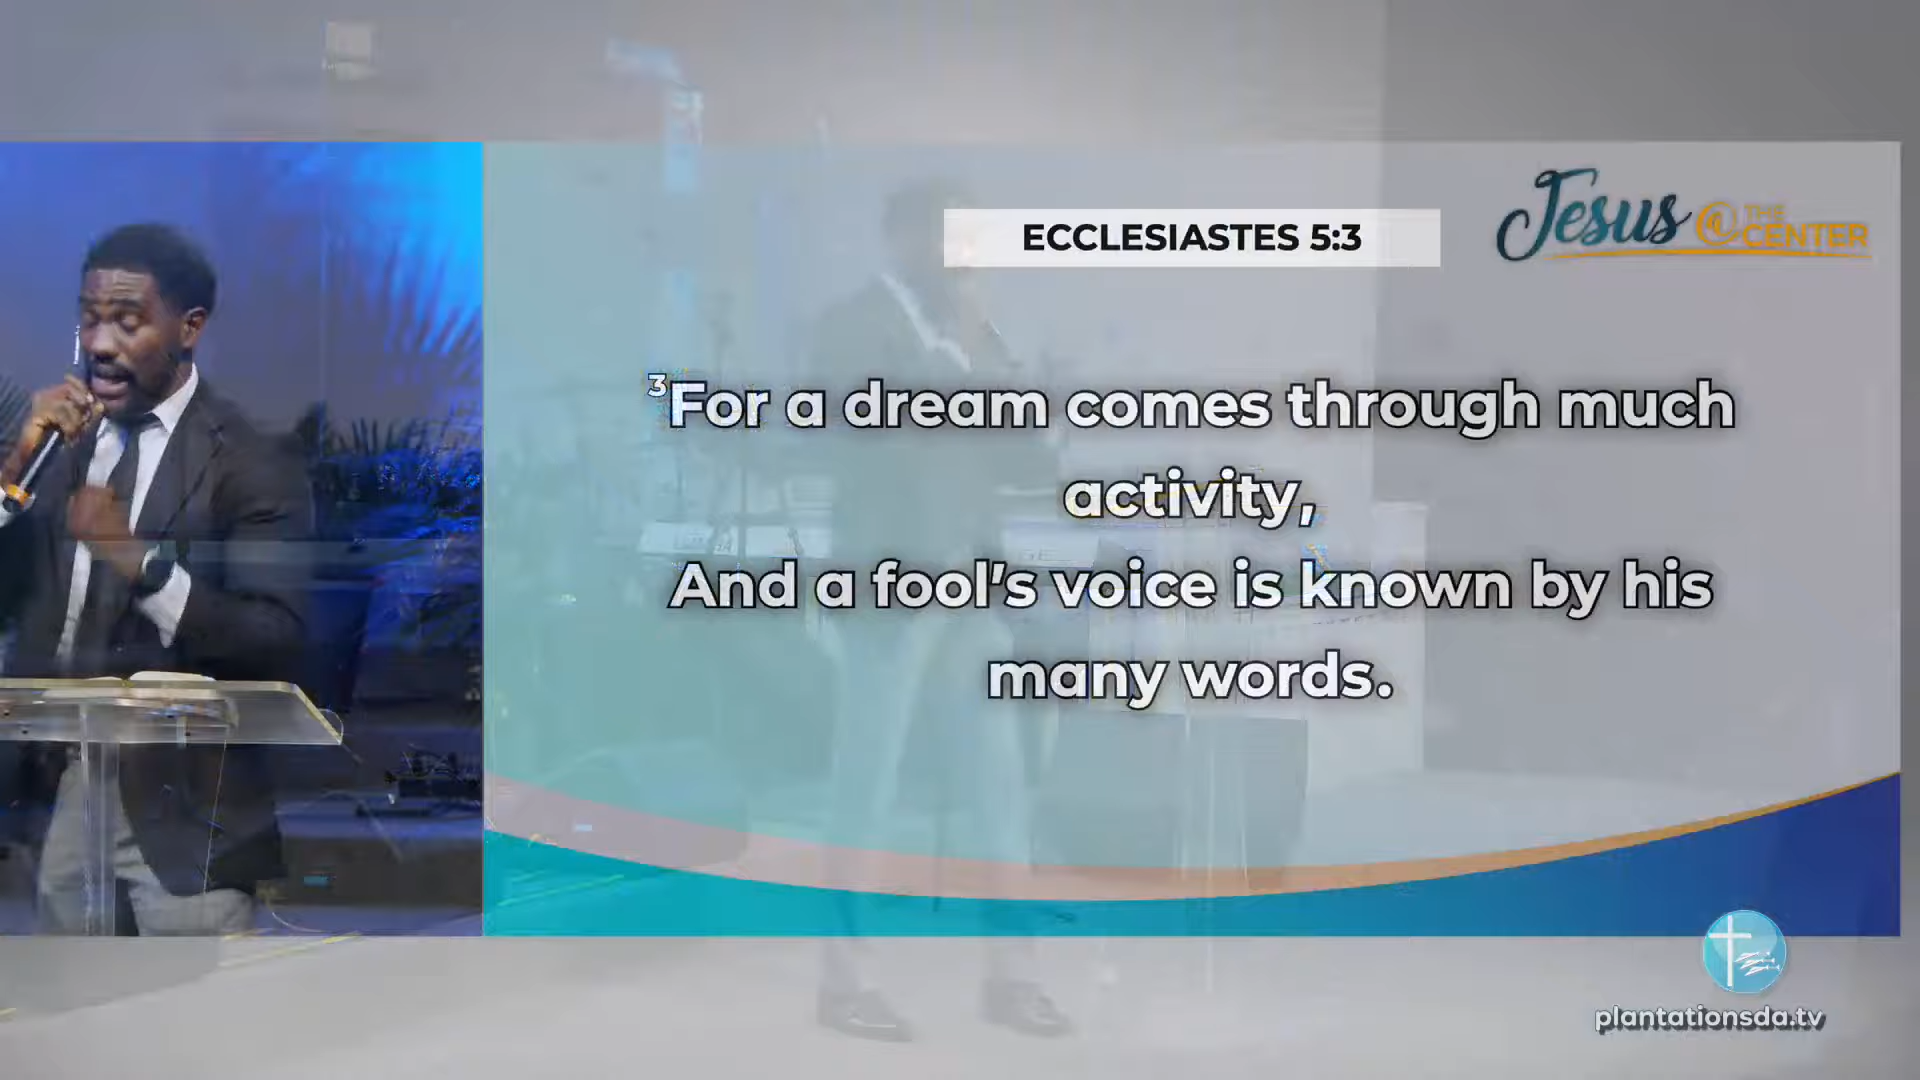 ECCLESIASTES 5:3
Jesus @ THE CENTER
3For a dream comes through much
activity,
And a fool's voice is known by his
many words.
plantationsda.tv